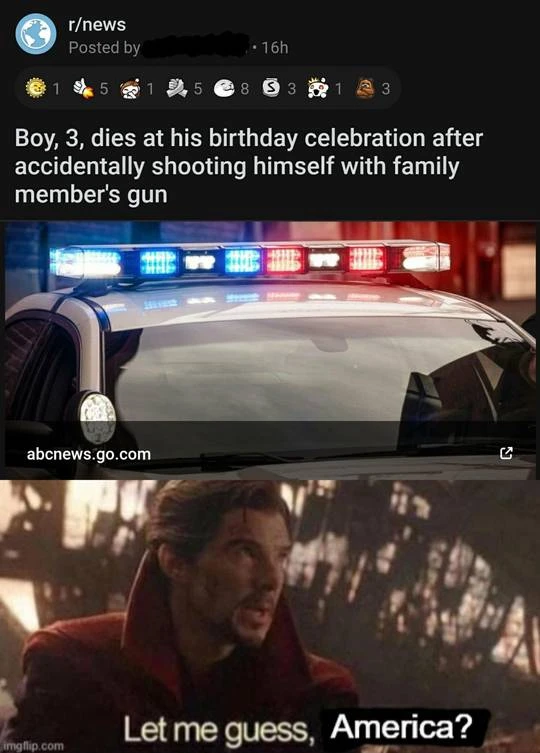 r/news
Posted by • 16h
1 5 1 5 8 S 3 1 3
Boy, 3, dies at his birthday celebration after
accidentally shooting himself with family
member's gun
abcnews.go.com
Let me guess, America?
imgflip.com